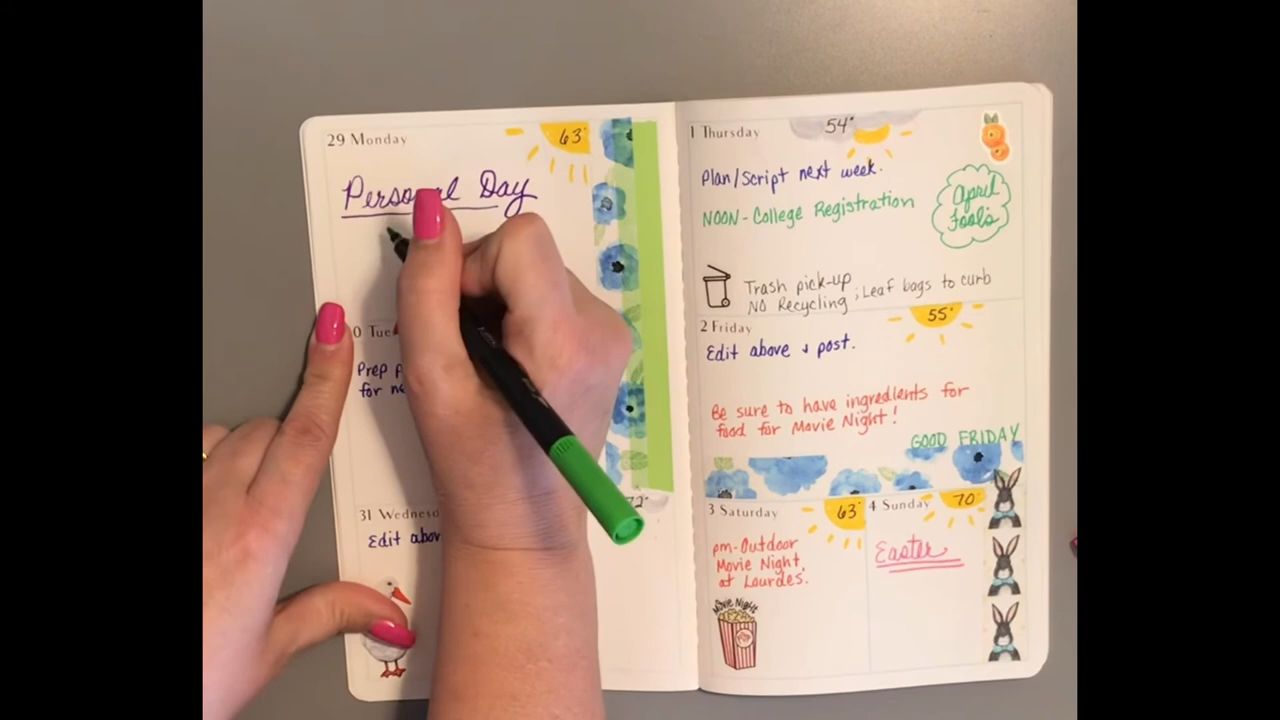 29 Monday
63°
Personal Day
Tue
Prep
for
31 Wednesd
Edit abov
72°
1 Thursday
54°
Plan/Script next week.
NOON - College Registration
April
Fool's
Trash pick-up
NO Recycling ; Leaf bags to curb
2 Friday
55°
Edit above & post.
Be sure to have ingredients for
food for Movie Night!
GOOD FRIDAY
3 Saturday
63°
pm-Outdoor
Movie Night,
at Lourdes.
Movie Night
4 Sunday
70°
Easter